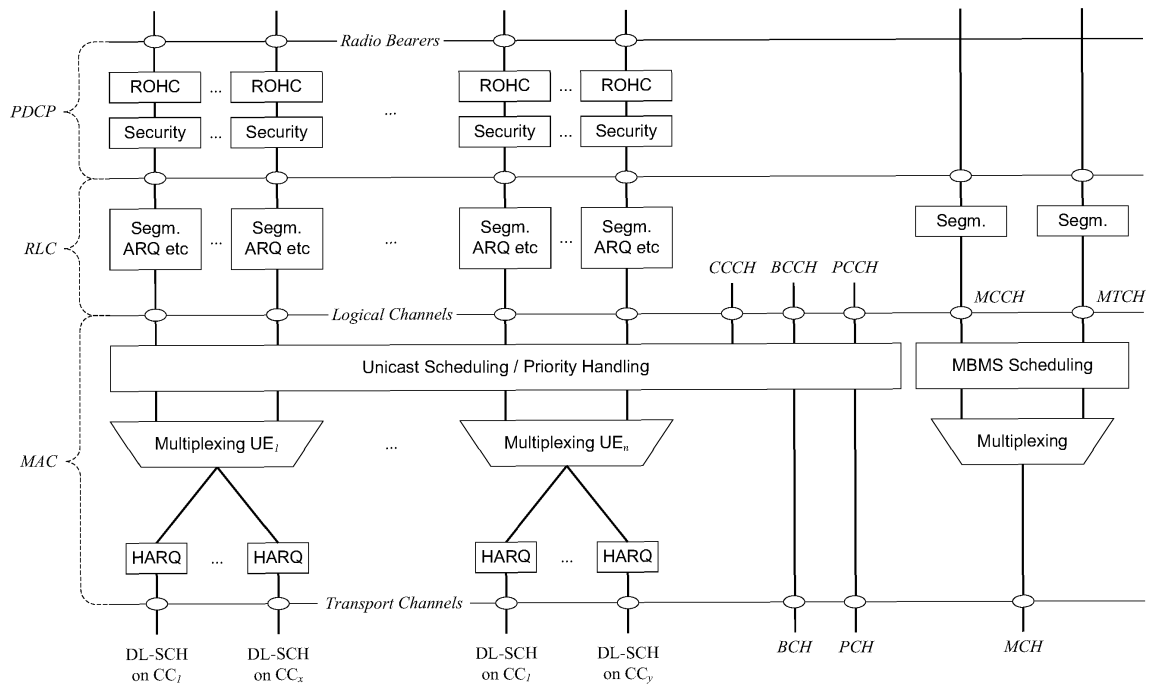 Radio Bearers
ROHC ... ROHC ROHC ... ROHC
PDCP ...
Security ... Security Security ... Security
Segm. Segm. Segm. Segm. Segm. Segm.
ARQ etc ... ARQ etc ... ARQ etc ... ARQ etc
RLC
CCCH BCCH PCCH
MCCH MTCH
Logical Channels
Unicast Scheduling / Priority Handling MBMS Scheduling
Multiplexing UE1 ... Multiplexing UEn Multiplexing
MAC
HARQ ... HARQ HARQ ... HARQ
Transport Channels
DL-SCH DL-SCH DL-SCH DL-SCH BCH PCH MCH
on CC1 on CCx on CC1 on CCy